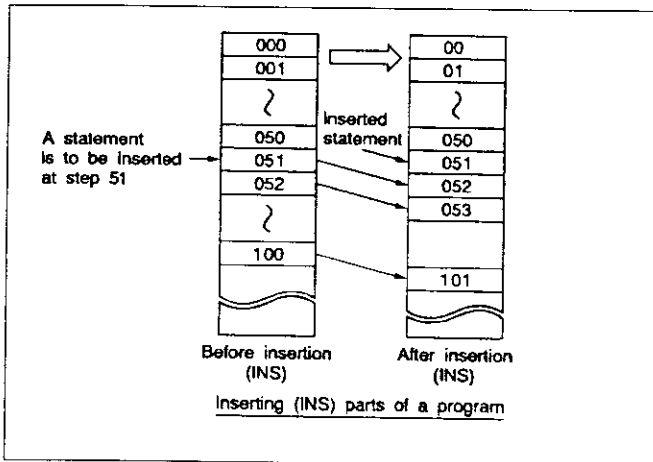 000
001
050
051
052
100
A statement
is to be inserted
at step 51
Before insertion
(INS)
Inserted
statement
00
01
050
051
052
053
101
After insertion
(INS)
Inserting (INS) parts of a program